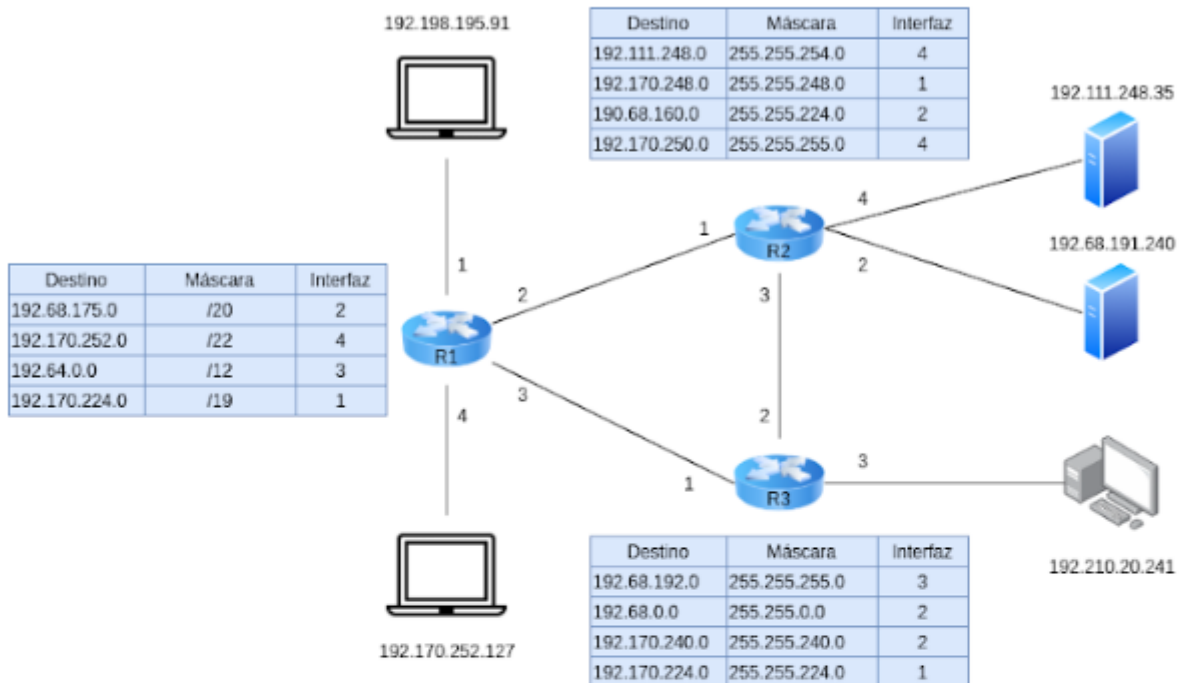 192.198.195.91
Destino Máscara Interfaz
192.111.248.0 255.255.254.0 4
192.170.248.0 255.255.248.0 1
190.68.160.0 255.255.224.0 2
192.170.250.0 255.255.255.0 4
192.111.248.35
4
1
R2
192.68.191.240
2
3
1
Destino Máscara Interfaz
192.68.175.0 /20 2
192.170.252.0 /22 4
192.64.0.0 /12 3
192.170.224.0 /19 1
2
R1
3
4
2
3
1
R3
192.210.20.241
Destino Máscara Interfaz
192.68.192.0 255.255.255.0 3
192.68.0.0 255.255.0.0 2
192.170.240.0 255.255.240.0 2
192.170.224.0 255.255.224.0 1
192.170.252.127